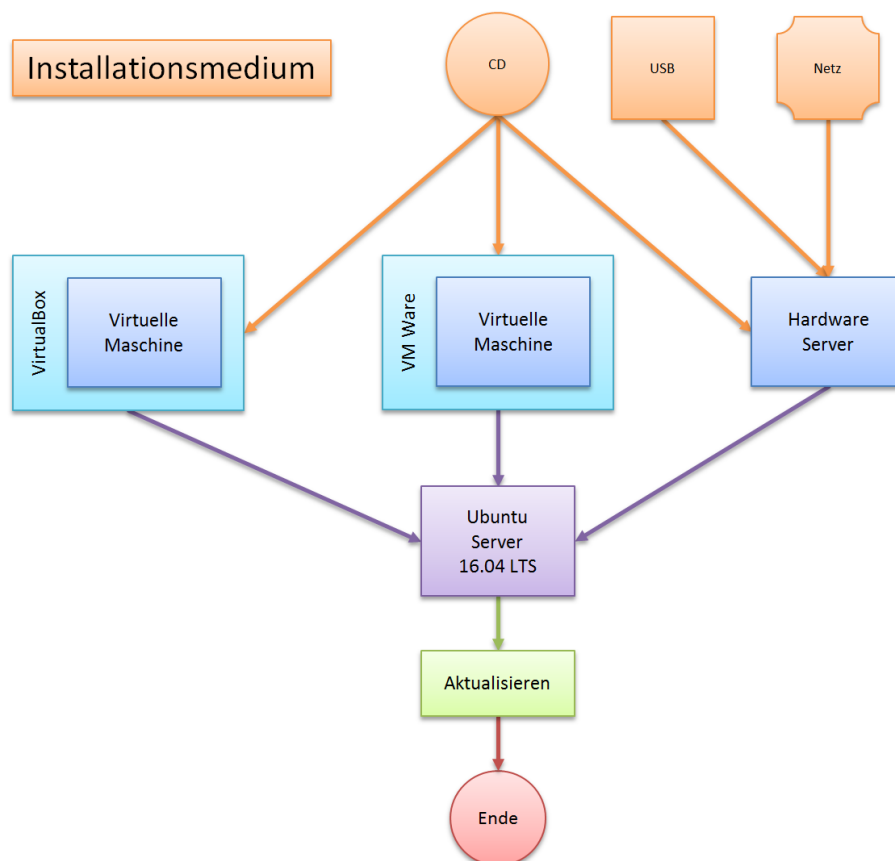 Installationsmedium
CD
USB
Netz
VirtualBox
Virtuelle
Maschine
VM Ware
Virtuelle
Maschine
Hardware
Server
Ubuntu
Server
16.04 LTS
Aktualisieren
Ende